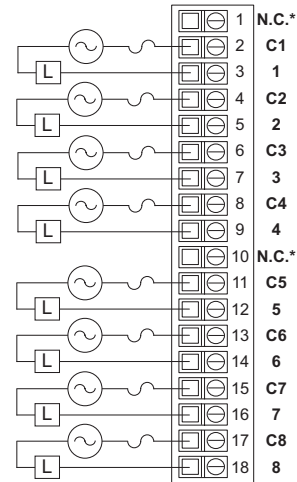 1 N.C.*
2 C1
L 3 1
4 C2
L 5 2
6 C3
L 7 3
8 C4
L 9 4
10 N.C.*
11 C5
L 12 5
13 C6
L 14 6
15 C7
L 16 7
17 C8
L 18 8